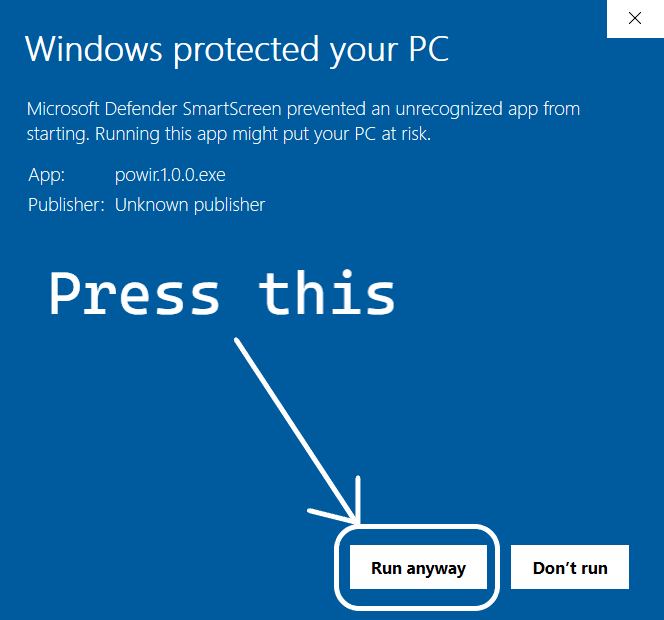 Windows protected your PC
Microsoft Defender SmartScreen prevented an unrecognized app from
starting. Running this app might put your PC at risk.
App: powir.1.0.0.exe
Publisher: Unknown publisher
Press this
Run anyway Don’t run